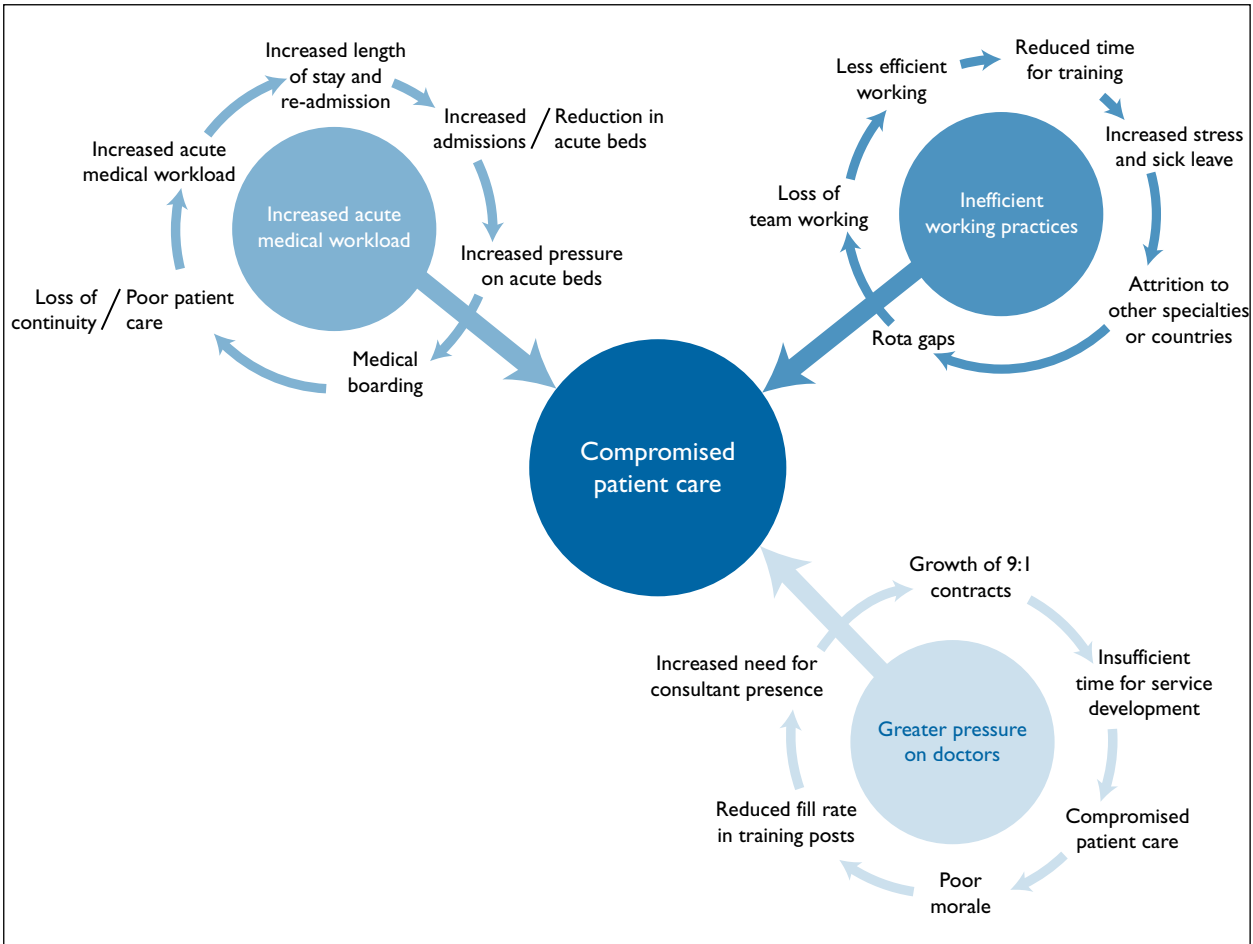 Increased length
of stay and
re-admission
Increased
admissions / Reduction in
acute beds
Increased pressure
on acute beds
Medical
boarding
Loss of
continuity / Poor patient
care
Increased acute
medical workload
Increased acute
medical workload
Less efficient
working
Reduced time
for training
Increased stress
and sick leave
Attrition to
other specialties
or countries
Rota gaps
Loss of
team working
Inefficient
working practices
Compromised
patient care
Growth of 9:1
contracts
Insufficient
time for service
development
Compromised
patient care
Poor
morale
Reduced fill rate
in training posts
Increased need for
consultant presence
Greater pressure
on doctors